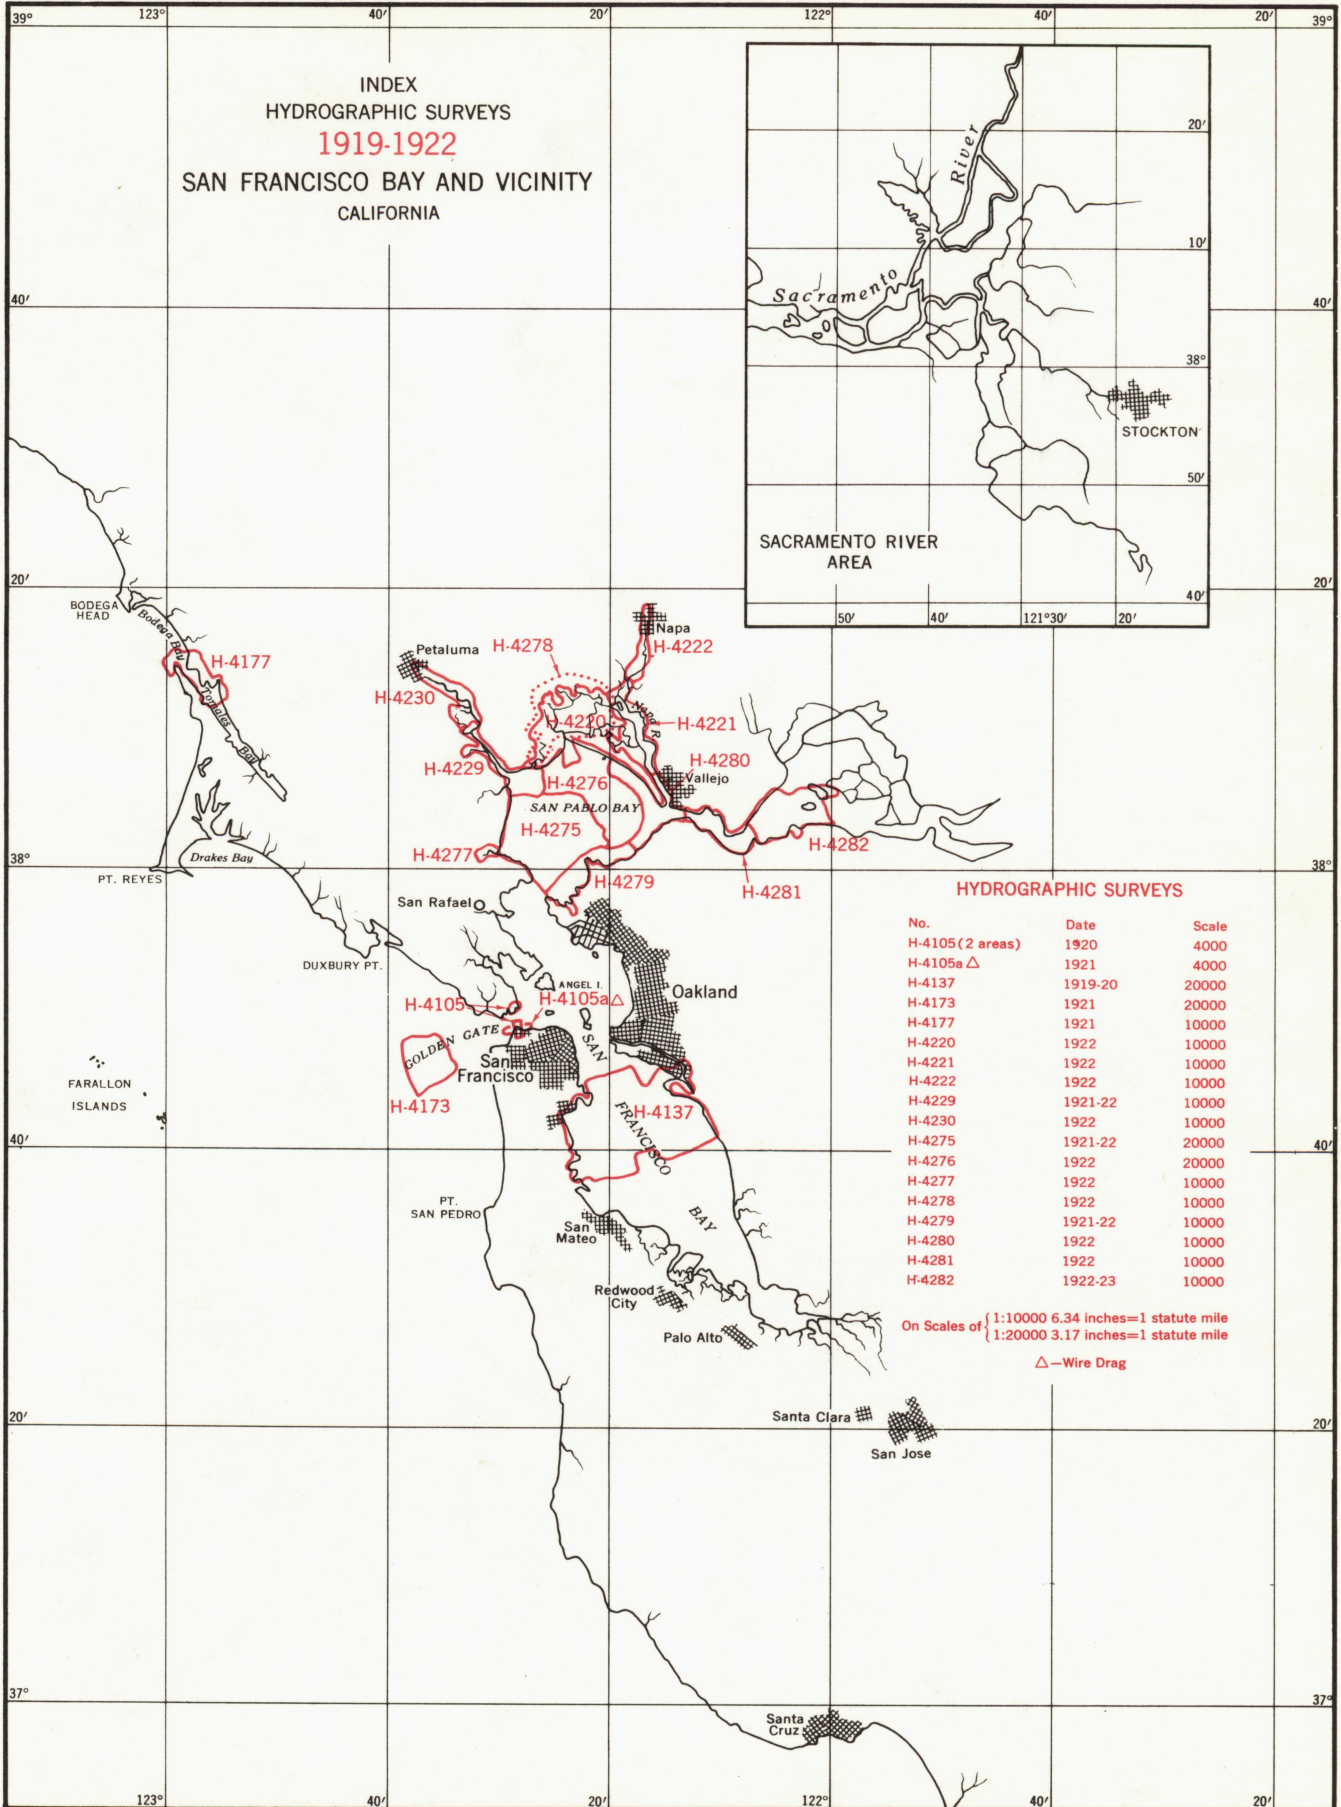 39° 123° 40′ 20′ 122° 40′ 20′ 39°
INDEX
HYDROGRAPHIC SURVEYS
1919-1922
SAN FRANCISCO BAY AND VICINITY
CALIFORNIA
River
20′
10′
Sacramento
38°
STOCKTON
50′
SACRAMENTO RIVER
AREA
40′
50′ 40′ 121°30′ 20′
40′ 40′
20′ 20′
BODEGA
HEAD
Bodega Bay
H-4177
Tomales
Bay
Petaluma
H-4278
Napa
H-4222
H-4230
H-4220
Napa R.
H-4221
H-4229
H-4280
Vallejo
H-4276
SAN PABLO BAY
H-4275
H-4282
H-4277
Drakes Bay
38° 38°
PT. REYES
H-4279
H-4281
San Rafael
DUXBURY PT.
ANGEL I.
Oakland
H-4105
H-4105a △
GOLDEN GATE
SAN
San
Francisco
FARALLON
ISLANDS
H-4173
H-4137
FRANCISCO
40′ 40′
PT.
SAN PEDRO
BAY
San
Mateo
Redwood
City
Palo Alto
HYDROGRAPHIC SURVEYS
No. Date Scale
H-4105 (2 areas) 1920 4000
H-4105a △ 1921 4000
H-4137 1919-20 20000
H-4173 1921 20000
H-4177 1921 10000
H-4220 1922 10000
H-4221 1922 10000
H-4222 1922 10000
H-4229 1921-22 10000
H-4230 1922 10000
H-4275 1921-22 20000
H-4276 1922 20000
H-4277 1922 10000
H-4278 1922 10000
H-4279 1921-22 10000
H-4280 1922 10000
H-4281 1922 10000
H-4282 1922-23 10000
On Scales of { 1:10000 6.34 inches=1 statute mile
{ 1:20000 3.17 inches=1 statute mile
△—Wire Drag
Santa Clara
San Jose
20′ 20′
37° 37°
Santa
Cruz
123° 40′ 20′ 122° 40′ 20′